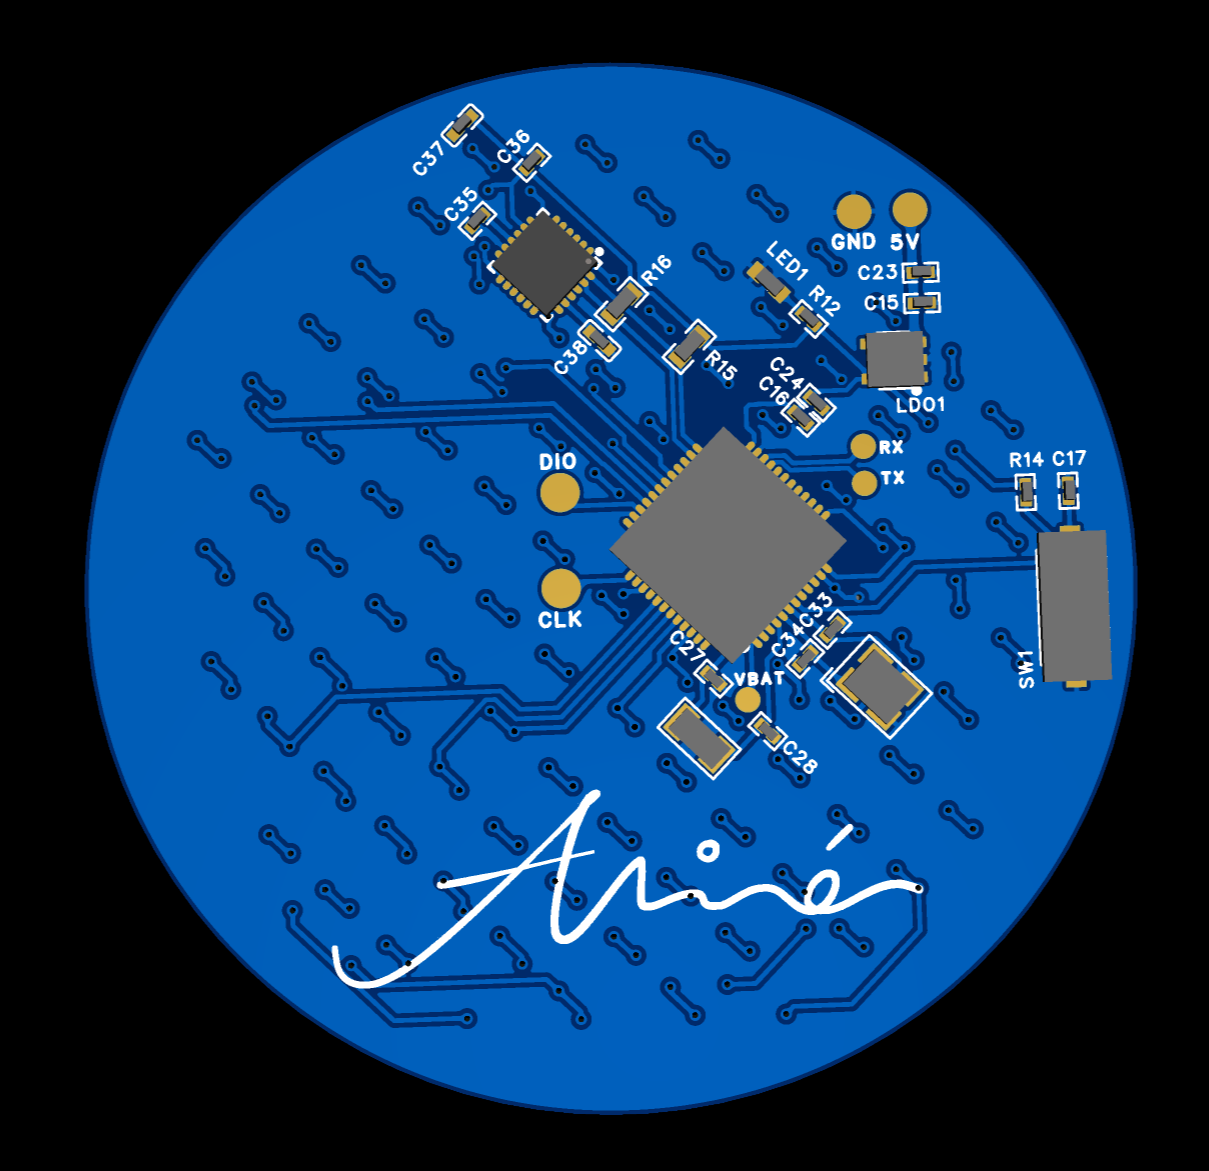 C37
C36
C35
GND 5V
LED1
C23
R16
R12
C15
C38
R15
C24
C16
LDO1
RX
DIO
TX
R14 C17
CLK
C33
C34
C27
SW1
VBAT
C28
Ainé